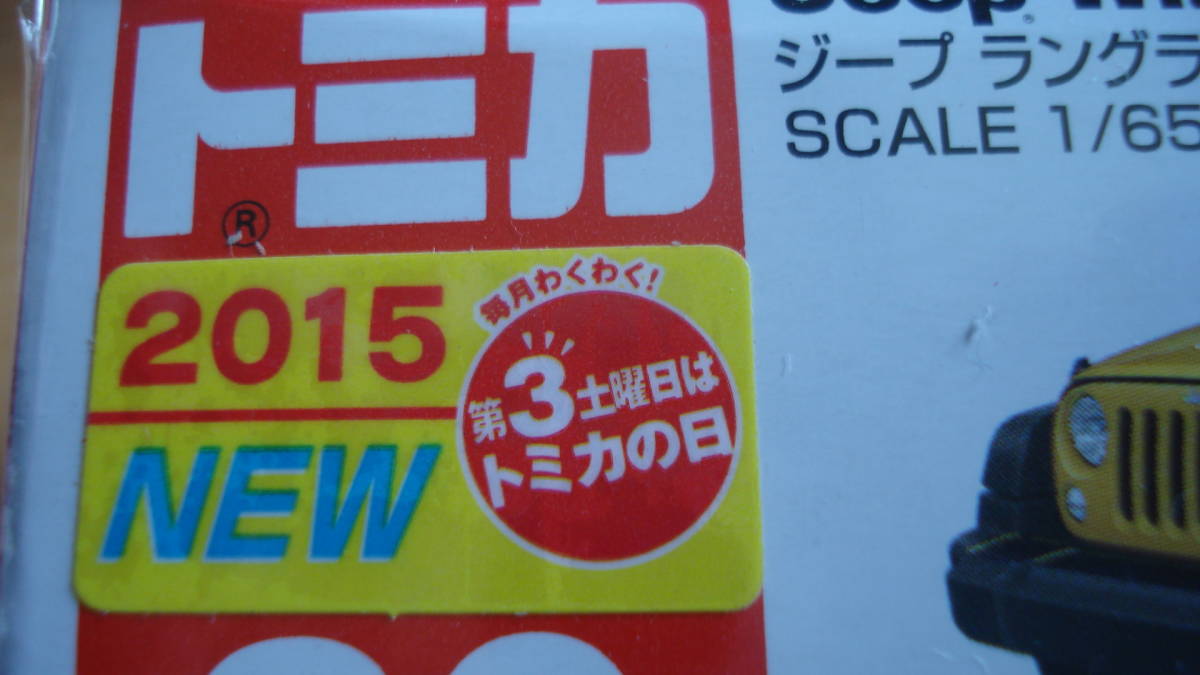 トミカ
®
Jeep®
ジープ ラングラ
SCALE 1/65
2015
NEW
毎月わくわく!
第3土曜日は
トミカの日